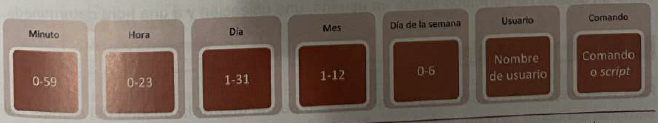 Minuto
Hora
Día
Mes
Día de la semana
Usuario
Comando
0-59
0-23
1-31
1-12
0-6
Nombre
de usuario
Comando
o script